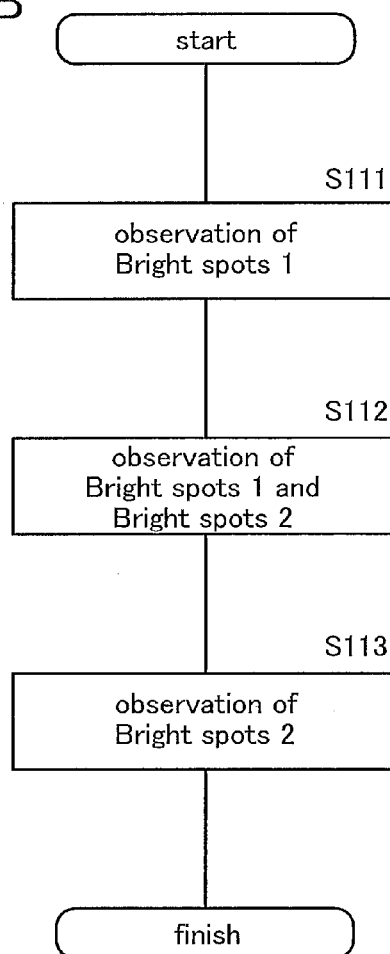 start
S111
observation of
Bright spots 1
S112
observation of
Bright spots 1 and
Bright spots 2
S113
observation of
Bright spots 2
finish